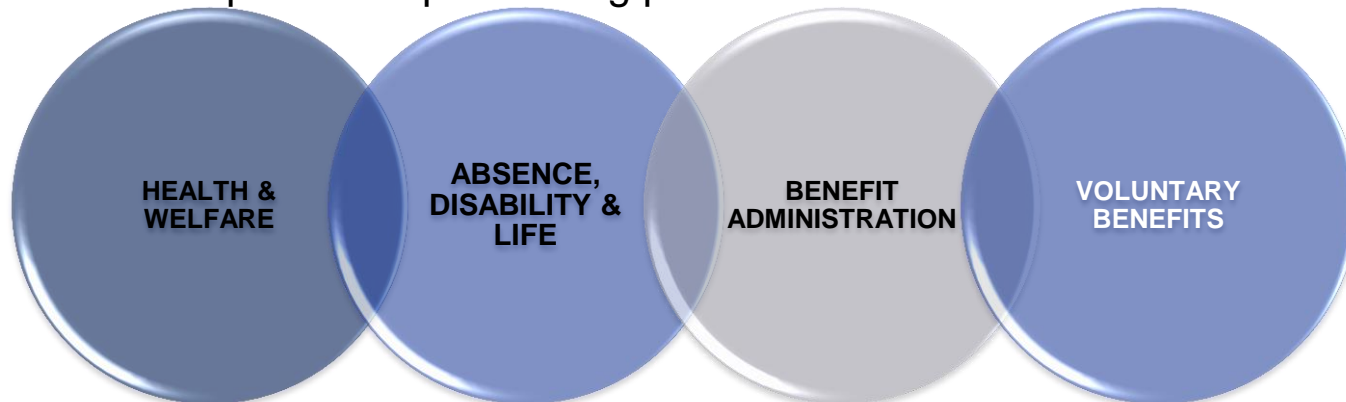 HEALTH &
WELFARE
ABSENCE,
DISABILITY &
LIFE
BENEFIT
ADMINISTRATION
VOLUNTARY
BENEFITS